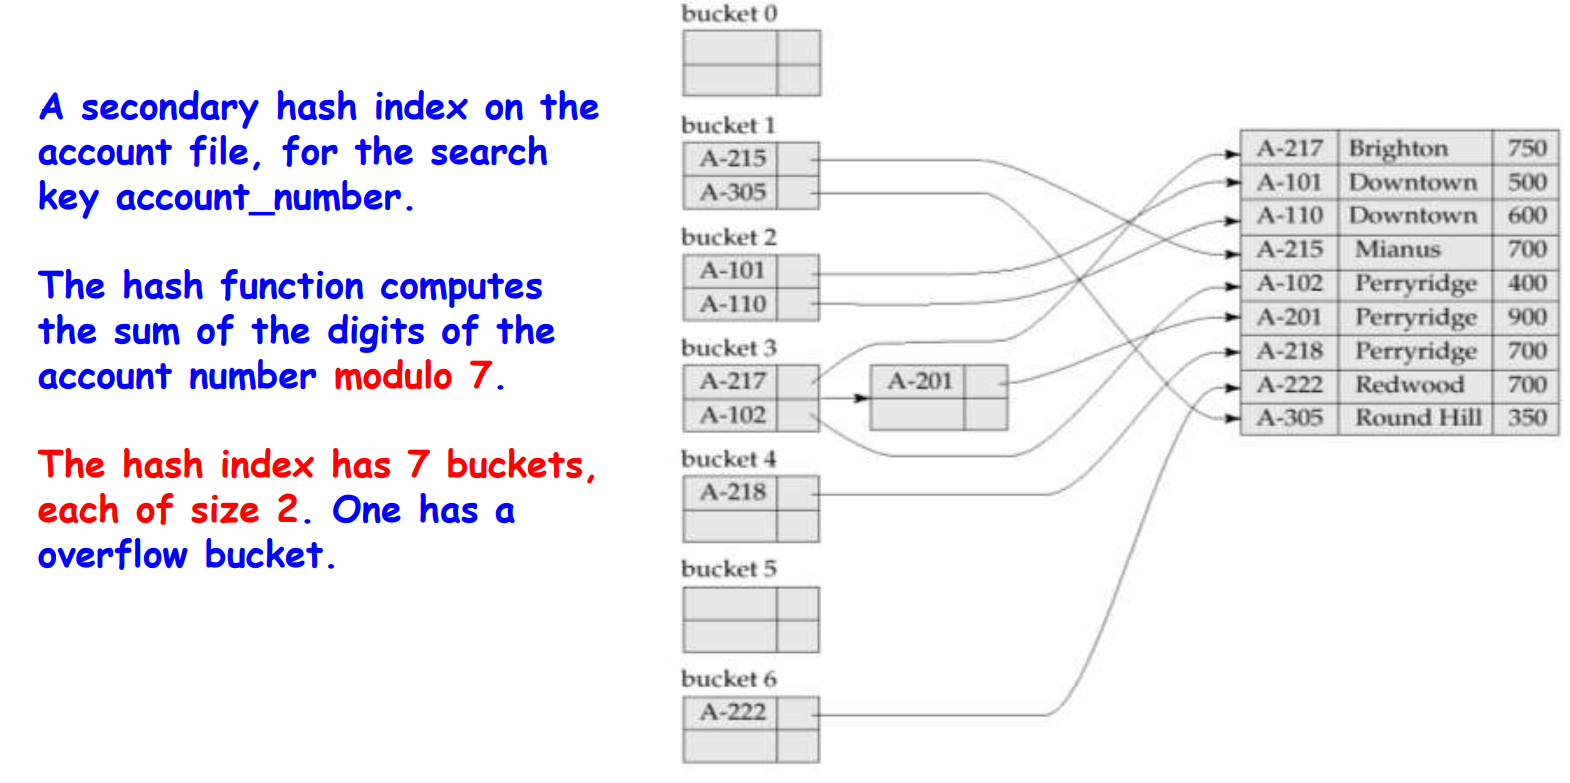 A secondary hash index on the
account file, for the search
key account_number.
The hash function computes
the sum of the digits of the
account number modulo 7.
The hash index has 7 buckets,
each of size 2. One has a
overflow bucket.
bucket 0
bucket 1
A-215
A-305
bucket 2
A-101
A-110
bucket 3
A-217
A-102
A-201
bucket 4
A-218
bucket 5
bucket 6
A-222
A-217 Brighton 750
A-101 Downtown 500
A-110 Downtown 600
A-215 Mianus 700
A-102 Perryridge 400
A-201 Perryridge 900
A-218 Perryridge 700
A-222 Redwood 700
A-305 Round Hill 350